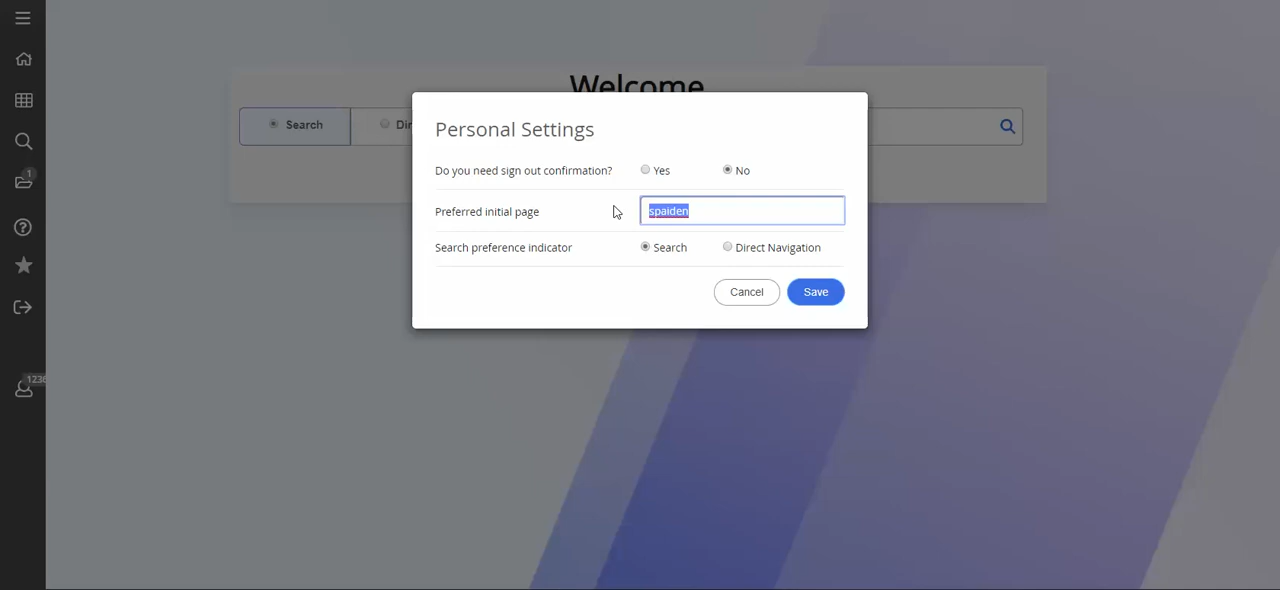 Welcome
Search
Dir
Personal Settings
Do you need sign out confirmation? Yes No
Preferred initial page spaiden
Search preference indicator Search Direct Navigation
Cancel Save
1
1236